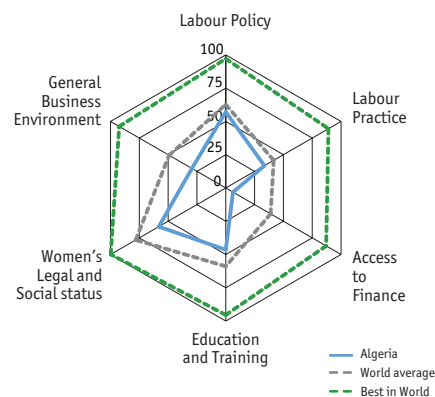 Labour Policy
100
75
50
25
0
General
Business
Environment
Labour
Practice
Women's
Legal and
Social status
Access
to
Finance
Education
and Training
Algeria
World average
Best in World